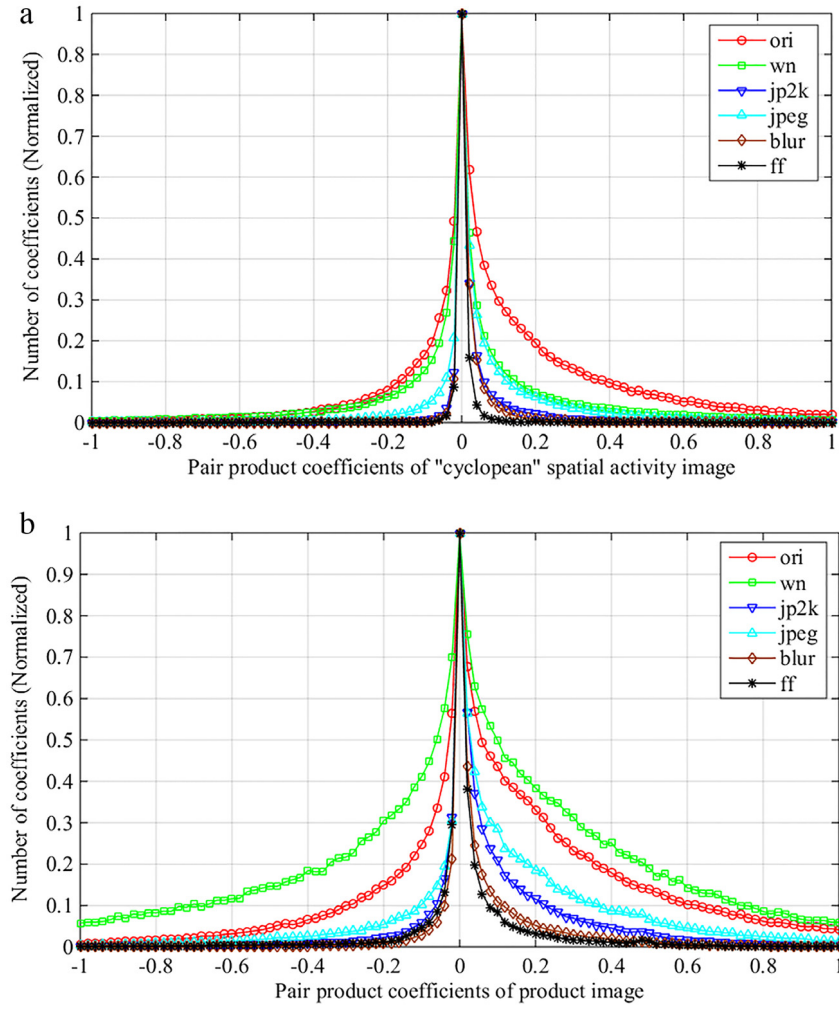 a
1
0.9
0.8
0.7
0.6
0.5
0.4
0.3
0.2
0.1
0
Number of coefficients (Normalized)
ori
wn
jp2k
jpeg
blur
ff
-1 -0.8 -0.6 -0.4 -0.2 0 0.2 0.4 0.6 0.8 1
Pair product coefficients of "cyclopean" spatial activity image
b
1
0.9
0.8
0.7
0.6
0.5
0.4
0.3
0.2
0.1
0
Number of coefficients (Normalized)
ori
wn
jp2k
jpeg
blur
ff
-1 -0.8 -0.6 -0.4 -0.2 0 0.2 0.4 0.6 0.8 1
Pair product coefficients of product image